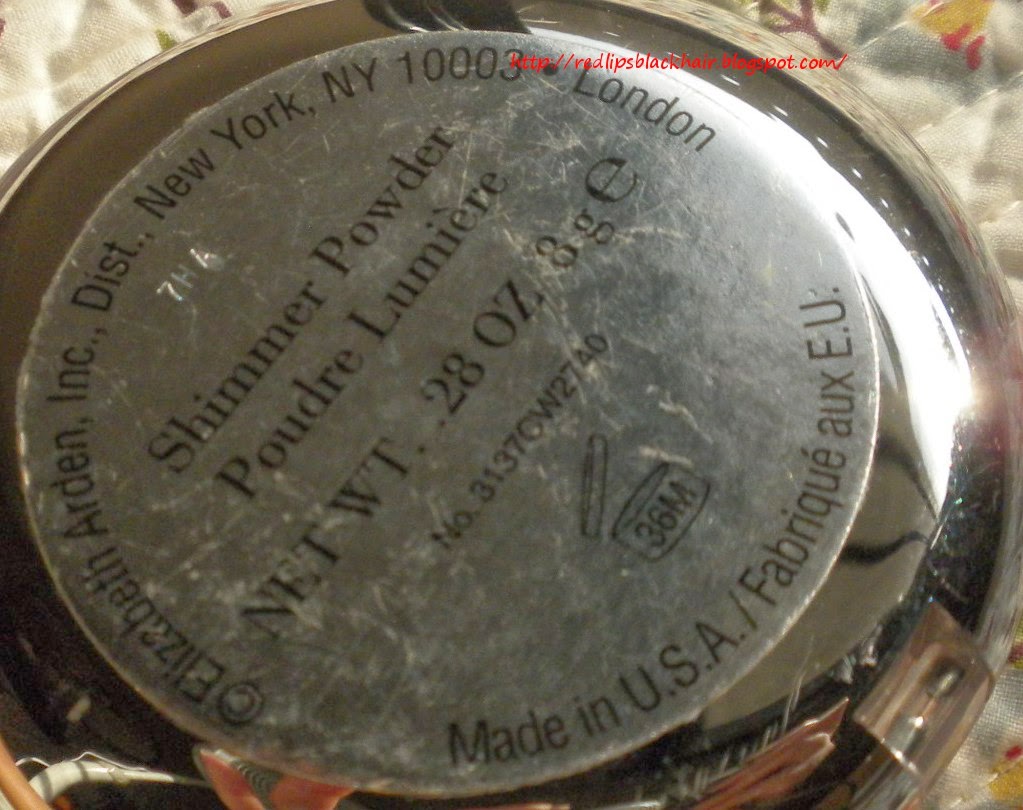 http://redlipsblackhair.blogspot.com/
© Elizabeth Arden, Inc., Dist., New York, NY 10003 • London
Shimmer Powder
Poudre Lumière
NET WT. .28 OZ. 8 g e
No. 3137CW2740
36M
Made in U.S.A./Fabriqué aux E.U.